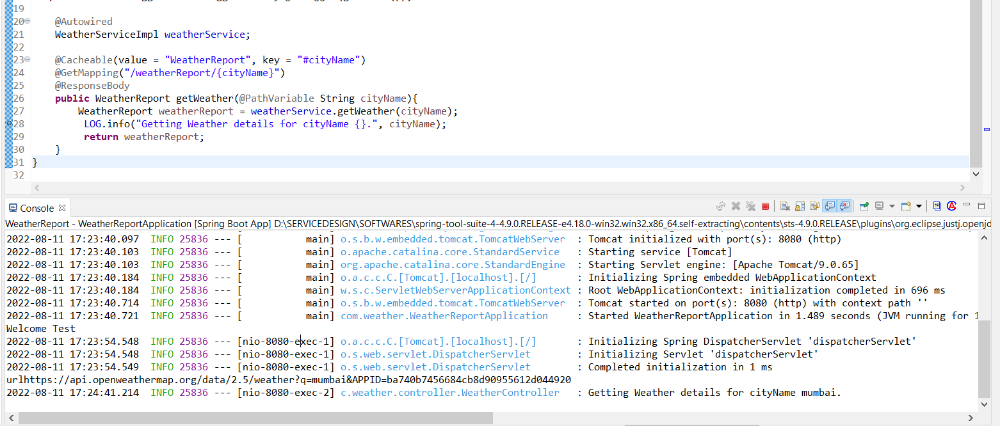 19
20 @Autowired
21 WeatherServiceImpl weatherService;
22
23 @Cacheable(value = "WeatherReport", key = "#cityName")
24 @GetMapping("/weatherReport/{cityName}")
25 @ResponseBody
26 public WeatherReport getWeather(@PathVariable String cityName){
27 WeatherReport weatherReport = weatherService.getWeather(cityName);
28 LOG.info("Getting Weather details for cityName {}.", cityName);
29 return weatherReport;
30 }
31 }
32
Console
WeatherReport - WeatherReportApplication [Spring Boot App] D:\SERVICEDESIGN\SOFTWARES\spring-tool-suite-4-4.9.0.RELEASE-e4.18.0-win32.win32.x86_64.self-extracting\contents\sts-4.9.0.RELEASE\plugins\org.eclipse.justj.openjd
2022-08-11 17:23:40.097 INFO 25836 --- [ main] o.s.b.w.embedded.tomcat.TomcatWebServer : Tomcat initialized with port(s): 8080 (http)
2022-08-11 17:23:40.103 INFO 25836 --- [ main] o.apache.catalina.core.StandardService : Starting service [Tomcat]
2022-08-11 17:23:40.103 INFO 25836 --- [ main] org.apache.catalina.core.StandardEngine : Starting Servlet engine: [Apache Tomcat/9.0.65]
2022-08-11 17:23:40.184 INFO 25836 --- [ main] o.a.c.c.C.[Tomcat].[localhost].[/] : Initializing Spring embedded WebApplicationContext
2022-08-11 17:23:40.184 INFO 25836 --- [ main] w.s.c.ServletWebServerApplicationContext : Root WebApplicationContext: initialization completed in 696 ms
2022-08-11 17:23:40.714 INFO 25836 --- [ main] o.s.b.w.embedded.tomcat.TomcatWebServer : Tomcat started on port(s): 8080 (http) with context path ''
2022-08-11 17:23:40.721 INFO 25836 --- [ main] com.weather.WeatherReportApplication : Started WeatherReportApplication in 1.489 seconds (JVM running for 1
Welcome Test
2022-08-11 17:23:54.548 INFO 25836 --- [nio-8080-exec-1] o.a.c.c.C.[Tomcat].[localhost].[/] : Initializing Spring DispatcherServlet 'dispatcherServlet'
2022-08-11 17:23:54.548 INFO 25836 --- [nio-8080-exec-1] o.s.web.servlet.DispatcherServlet : Initializing Servlet 'dispatcherServlet'
2022-08-11 17:23:54.549 INFO 25836 --- [nio-8080-exec-1] o.s.web.servlet.DispatcherServlet : Completed initialization in 1 ms
urlhttps://api.openweathermap.org/data/2.5/weather?q=mumbai&APPID=ba740b7456684cb8d90955612d044920
2022-08-11 17:24:41.214 INFO 25836 --- [nio-8080-exec-2] c.weather.controller.WeatherController : Getting Weather details for cityName mumbai.